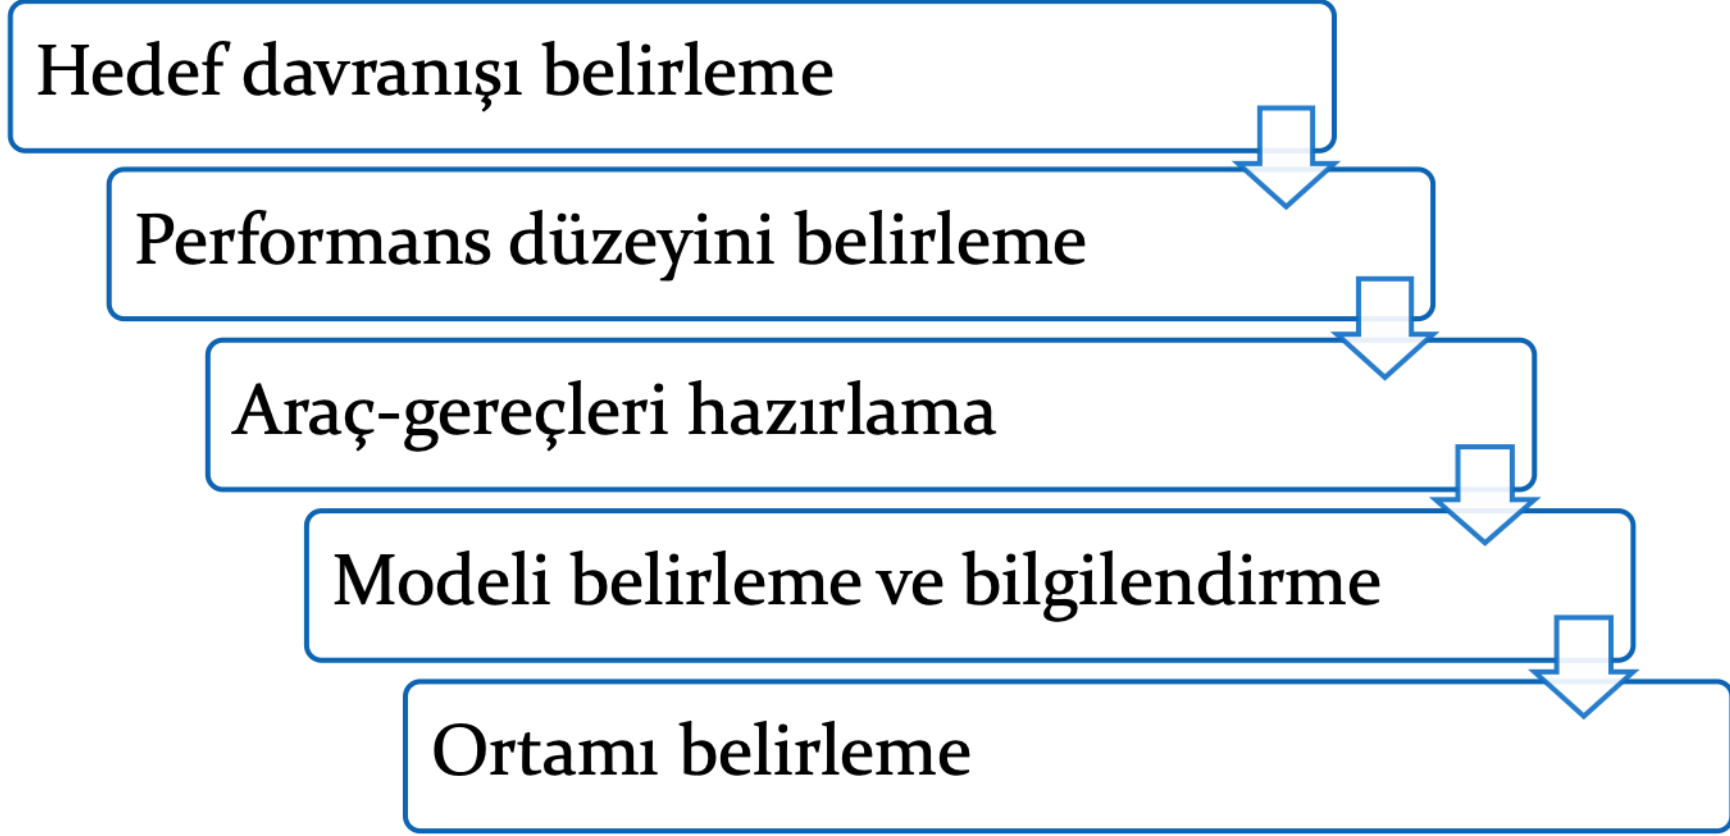 Hedef davranışı belirleme
Performans düzeyini belirleme
Araç-gereçleri hazırlama
Modeli belirleme ve bilgilendirme
Ortamı belirleme